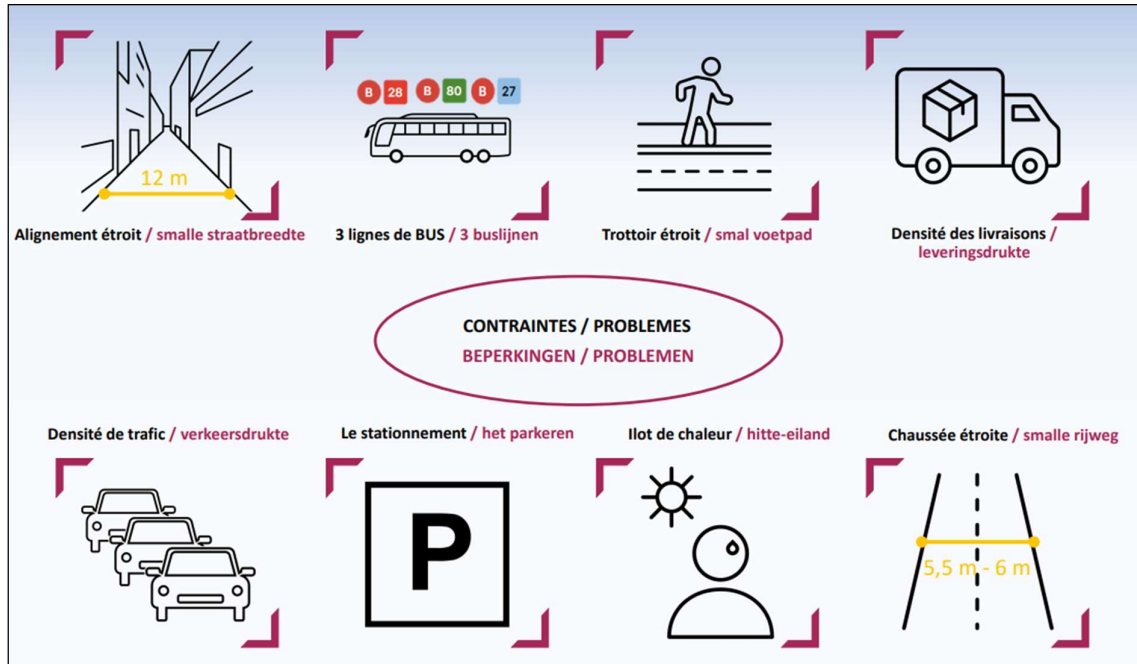 12 m
B 28 B 80 B 27
Alignement étroit / smalle straatbreedte
3 lignes de BUS / 3 buslijnen
Trottoir étroit / smal voetpad
Densité des livraisons /
leveringsdrukte
CONTRAINTES / PROBLEMES
BEPERKINGEN / PROBLEMEN
Densité de trafic / verkeersdrukte
Le stationnement / het parkeren
Ilot de chaleur / hitte-eiland
Chaussée étroite / smalle rijweg
P
5,5 m - 6 m